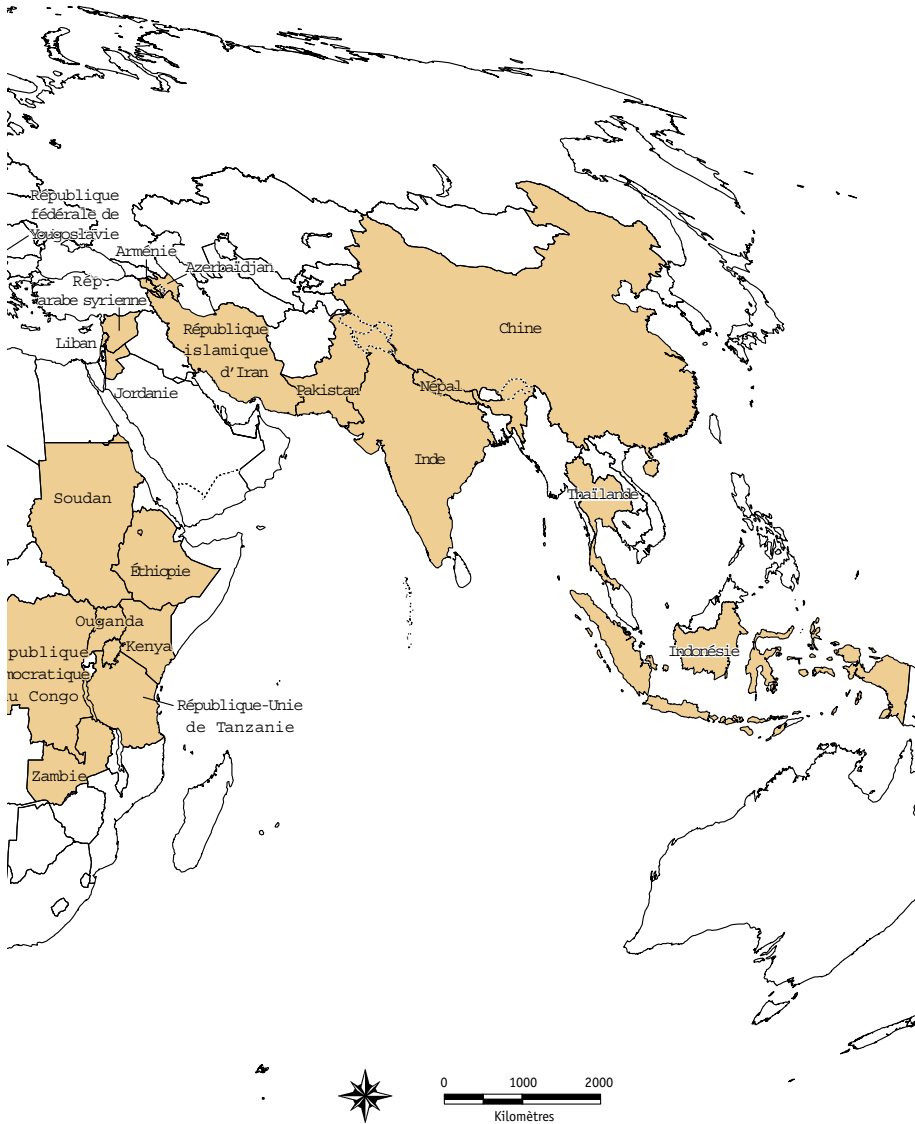 République
fédérale de
Yougoslavie
Arménie
Azerbaïdjan
Rép.
arabe syrienne
Liban
République
islamique
d'Iran
Jordanie
Pakistan
Népal
Chine
Inde
Thaïlande
Soudan
Éthiopie
Ouganda
Kenya
publique
mocratique
u Congo
République-Unie
de Tanzanie
Zambie
Indonésie
0 1000 2000
Kilomètres